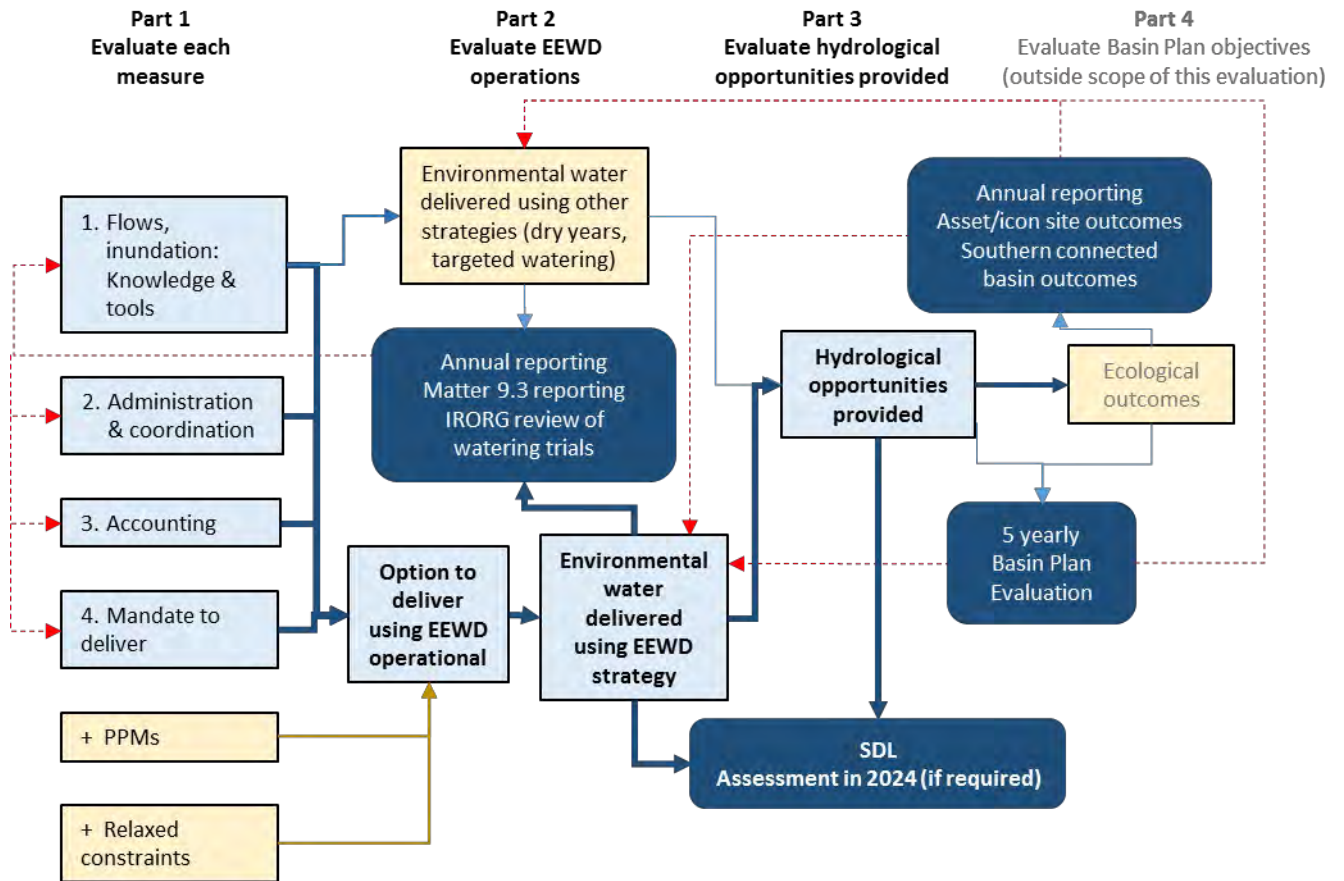 Part 1
Evaluate each
measure
Part 2
Evaluate EEWD
operations
Part 3
Evaluate hydrological
opportunities provided
Part 4
Evaluate Basin Plan objectives
(outside scope of this evaluation)
1. Flows,
inundation:
Knowledge &
tools
2. Administration
& coordination
3. Accounting
4. Mandate to
deliver
+ PPMs
+ Relaxed
constraints
Environmental water
delivered using other
strategies (dry years,
targeted watering)
Annual reporting
Matter 9.3 reporting
IRORG review of
watering trials
Option to
deliver
using EEWD
operational
Environmental
water
delivered
using EEWD
strategy
Hydrological
opportunities
provided
SDL
Assessment in 2024 (if required)
Annual reporting
Asset/icon site outcomes
Southern connected
basin outcomes
Ecological
outcomes
5 yearly
Basin Plan
Evaluation